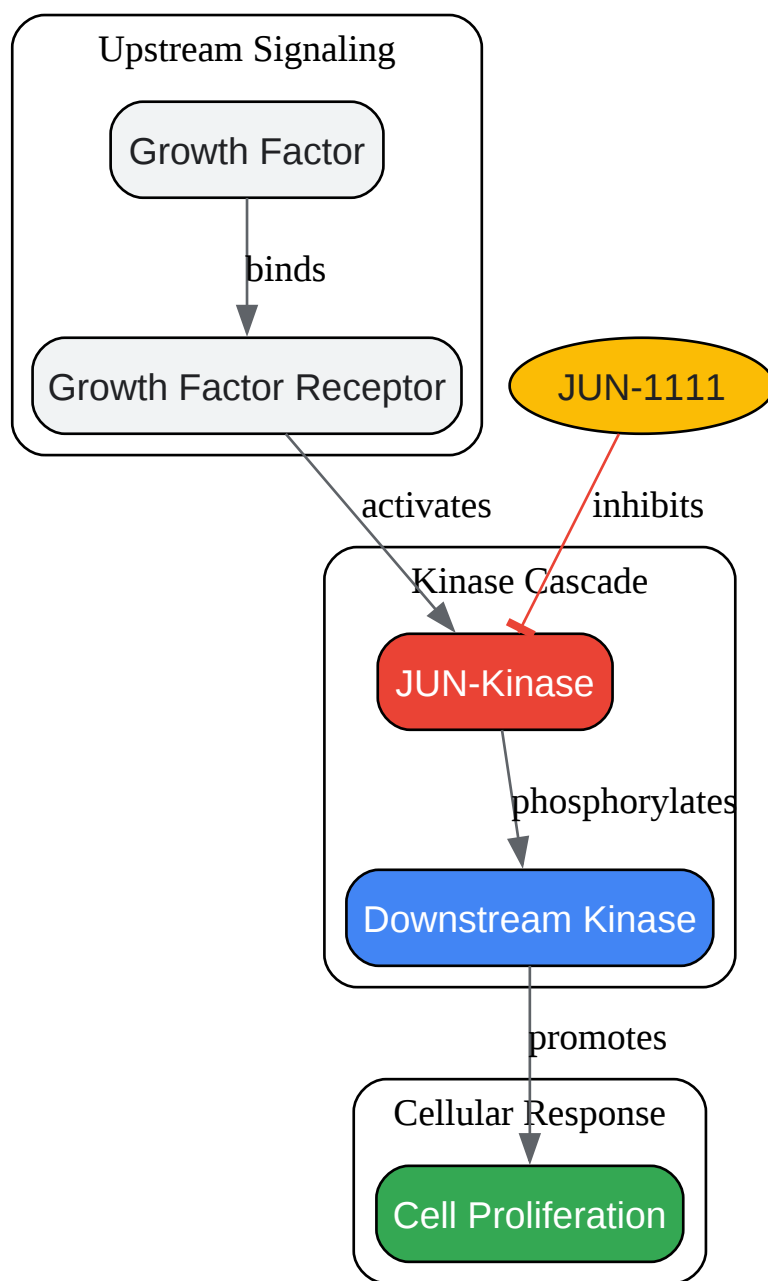 Upstream Signaling
Growth Factor
binds
Growth Factor Receptor
JUN-1111
activates
inhibits
Kinase Cascade
JUN-Kinase
phosphorylates
Downstream Kinase
promotes
Cellular Response
Cell Proliferation